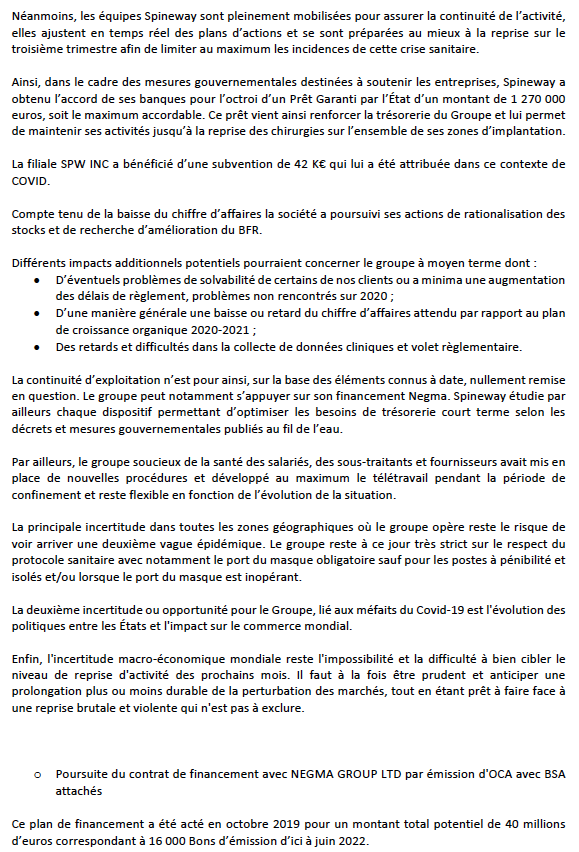 Néanmoins, les équipes Spineway sont pleinement mobilisées pour assurer la continuité de l'activité,
elles ajustent en temps réel des plans d'actions et se sont préparées au mieux à la reprise sur le
troisième trimestre afin de limiter au maximum les incidences de cette crise sanitaire.
Ainsi, dans le cadre des mesures gouvernementales destinées à soutenir les entreprises, Spineway a
obtenu l'accord de ses banques pour l'octroi d'un Prêt Garanti par l'État d'un montant de 1 270 000
euros, soit le maximum accordable. Ce prêt vient ainsi renforcer la trésorerie du Groupe et lui permet
de maintenir ses activités jusqu'à la reprise des chirurgies sur l'ensemble de ses zones d'implantation.
La filiale SPW INC a bénéficié d'une subvention de 42 K€ qui lui a été attribuée dans ce contexte de
COVID.
Compte tenu de la baisse du chiffre d'affaires la société a poursuivi ses actions de rationalisation des
stocks et de recherche d'amélioration du BFR.
Différents impacts additionnels potentiels pourraient concerner le groupe à moyen terme dont :
• D'éventuels problèmes de solvabilité de certains de nos clients ou a minima une augmentation
des délais de règlement, problèmes non rencontrés sur 2020 ;
• D'une manière générale une baisse ou retard du chiffre d'affaires attendu par rapport au plan
de croissance organique 2020-2021 ;
• Des retards et difficultés dans la collecte de données cliniques et volet règlementaire.
La continuité d'exploitation n'est pour ainsi, sur la base des éléments connus à date, nullement remise
en question. Le groupe peut notamment s'appuyer sur son financement Negma. Spineway étudie par
ailleurs chaque dispositif permettant d'optimiser les besoins de trésorerie court terme selon les
décrets et mesures gouvernementales publiés au fil de l'eau.
Par ailleurs, le groupe soucieux de la santé des salariés, des sous-traitants et fournisseurs avait mis en
place de nouvelles procédures et développé au maximum le télétravail pendant la période de
confinement et reste flexible en fonction de l'évolution de la situation.
La principale incertitude dans toutes les zones géographiques où le groupe opère reste le risque de
voir arriver une deuxième vague épidémique. Le groupe reste à ce jour très strict sur le respect du
protocole sanitaire avec notamment le port du masque obligatoire sauf pour les postes à pénibilité et
isolés et/ou lorsque le port du masque est inopérant.
La deuxième incertitude ou opportunité pour le Groupe, lié aux méfaits du Covid-19 est l'évolution des
politiques entre les États et l'impact sur le commerce mondial.
Enfin, l'incertitude macro-économique mondiale reste l'impossibilité et la difficulté à bien cibler le
niveau de reprise d'activité des prochains mois. Il faut à la fois être prudent et anticiper une
prolongation plus ou moins durable de la perturbation des marchés, tout en étant prêt à faire face à
une reprise brutale et violente qui n'est pas à exclure.
o Poursuite du contrat de financement avec NEGMA GROUP LTD par émission d'OCA avec BSA
attachés
Ce plan de financement a été acté en octobre 2019 pour un montant total potentiel de 40 millions
d'euros correspondant à 16 000 Bons d'émission d'ici à juin 2022.